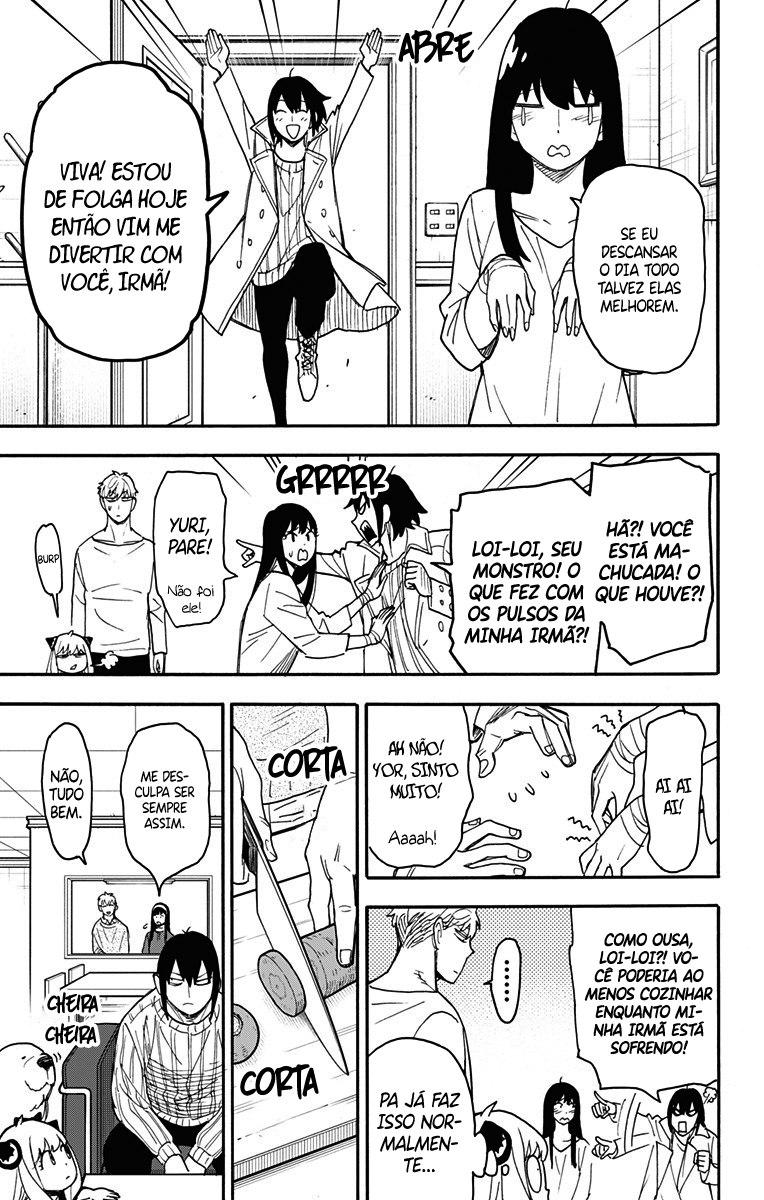 SE EU
DESCANSAR
O DIA TODO
TALVEZ ELAS
MELHOREM.
ABRE
VIVA! ESTOU
DE FOLGA HOJE
ENTÃO VIM ME
DIVERTIR COM
VOCÊ, IRMÃ!
HÃ?! VOCÊ
ESTÁ MA-
CHUCADA! O
QUE HOUVE?!
LOI-LOI, SEU
MONSTRO! O
QUE FEZ COM
OS PULSOS DA
MINHA IRMÃ?!
GRRRRR
YURI,
PARE!
Não foi
ele!
BURP
AI AI
AI!
AH NÃO!
YOR, SINTO
MUITO!
Aaaah!
COMO OUSA,
LOI-LOI?! VO-
CÊ PODERIA AO
MENOS COZINHAR
ENQUANTO MI-
NHA IRMÃ ESTÁ
SOFRENDO!
......
PA JÁ FAZ
ISSO NOR-
MALMEN-
TE...
CORTA
CORTA
ME DES-
CULPA SER
SEMPRE
ASSIM.
NÃO,
TUDO
BEM.
CHEIRA
CHEIRA